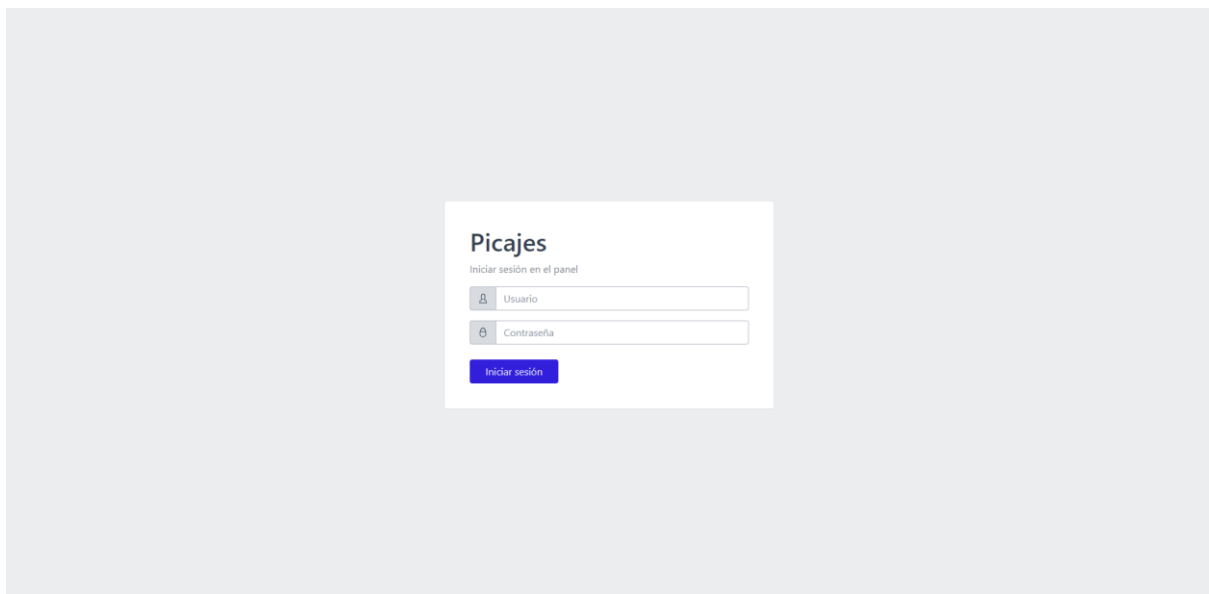 Picajes
Iniciar sesión en el panel
Usuario
Contraseña
Iniciar sesión